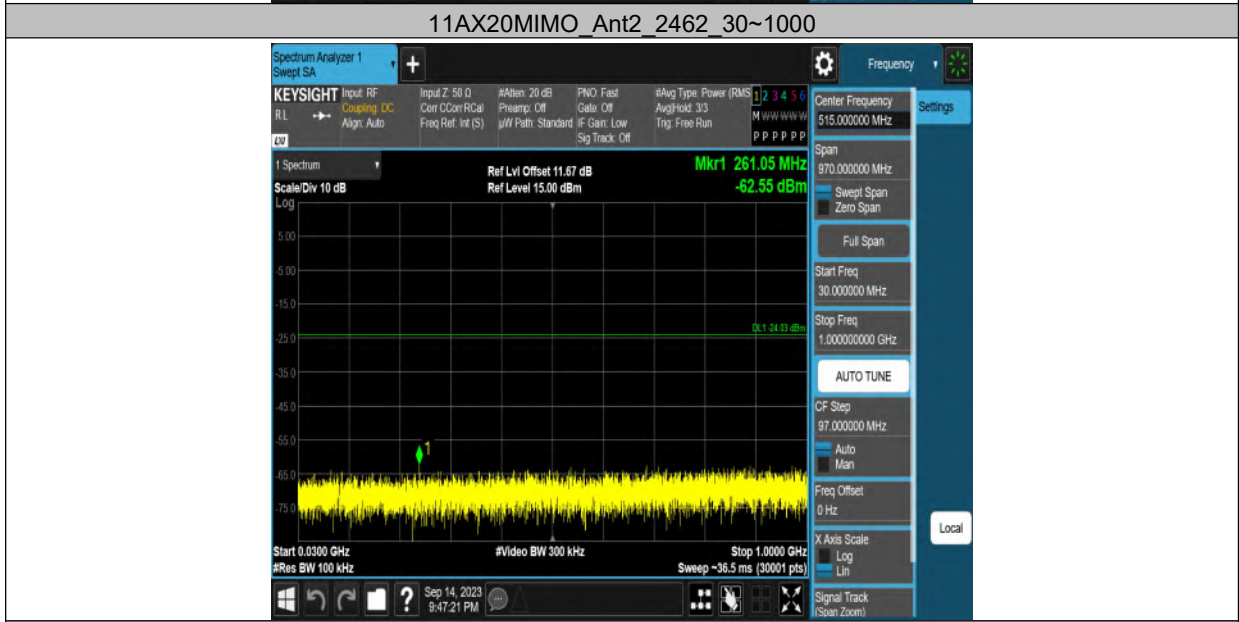 11AX20MIMO_Ant2_2462_30~1000
Spectrum Analyzer 1
Swept SA
Frequency
KEYSIGHT
RL
LXI
Input: RF
Coupling: DC
Align: Auto
Input Z: 50 Ω
Corr CCorr RCal
Freq Ref: Int (S)
#Atten: 20 dB
Preamp: Off
µW Path: Standard
PNO: Fast
Gate: Off
IF Gain: Low
Sig Track: Off
#Avg Type: Power (RMS
Avg|Hold: 3/3
Trig: Free Run
1 2 3 4 5 6
M W W W W W
P P P P P P
1 Spectrum
Scale/Div 10 dB
Log
Ref Lvl Offset 11.67 dB
Ref Level 15.00 dBm
Mkr1 261.05 MHz
-62.55 dBm
5.00
-5.00
-15.0
DL1 -24.03 dBm
-25.0
-35.0
-45.0
-55.0
1
-65.0
-75.0
Start 0.0300 GHz
#Res BW 100 kHz
#Video BW 300 kHz
Stop 1.0000 GHz
Sweep ~36.5 ms (30001 pts)
Sep 14, 2023
9:47:21 PM
Center Frequency
515.000000 MHz
Span
970.000000 MHz
Swept Span
Zero Span
Full Span
Start Freq
30.000000 MHz
Stop Freq
1.000000000 GHz
AUTO TUNE
CF Step
97.000000 MHz
Auto
Man
Freq Offset
0 Hz
X Axis Scale
Log
Lin
Signal Track
(Span Zoom)
Settings
Local